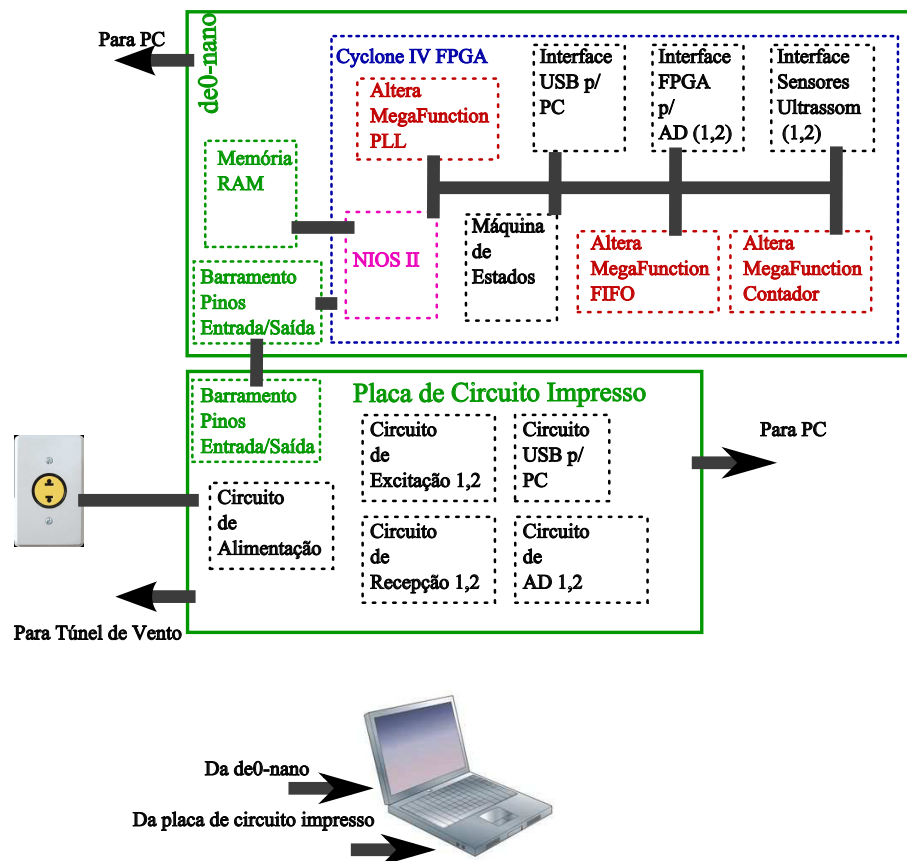 Para PC
de0-nano
Cyclone IV FPGA
Altera
MegaFunction
PLL
Interface
USB p/
PC
Interface
FPGA
p/
AD (1,2)
Interface
Sensores
Ultrassom
(1,2)
Memória
RAM
NIOS II
Máquina
de
Estados
Altera
MegaFunction
FIFO
Altera
MegaFunction
Contador
Barramento
Pinos
Entrada/Saída
Barramento
Pinos
Entrada/Saída
Placa de Circuito Impresso
Circuito
de
Excitação 1,2
Circuito
USB p/
PC
Para PC
Circuito
de
Alimentação
Circuito
de
Recepção 1,2
Circuito
de
AD 1,2
Para Túnel de Vento
Da de0-nano
Da placa de circuito impresso